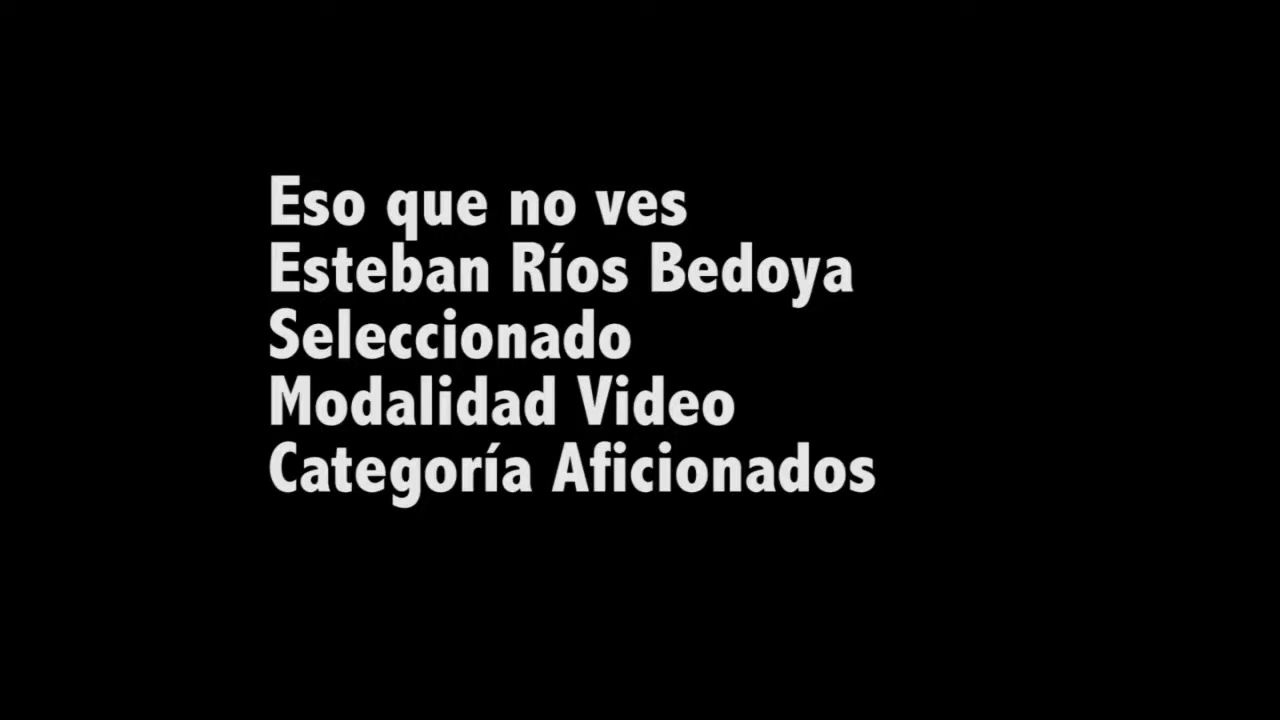 Eso que no ves
Esteban Ríos Bedoya
Seleccionado
Modalidad Video
Categoría Aficionados